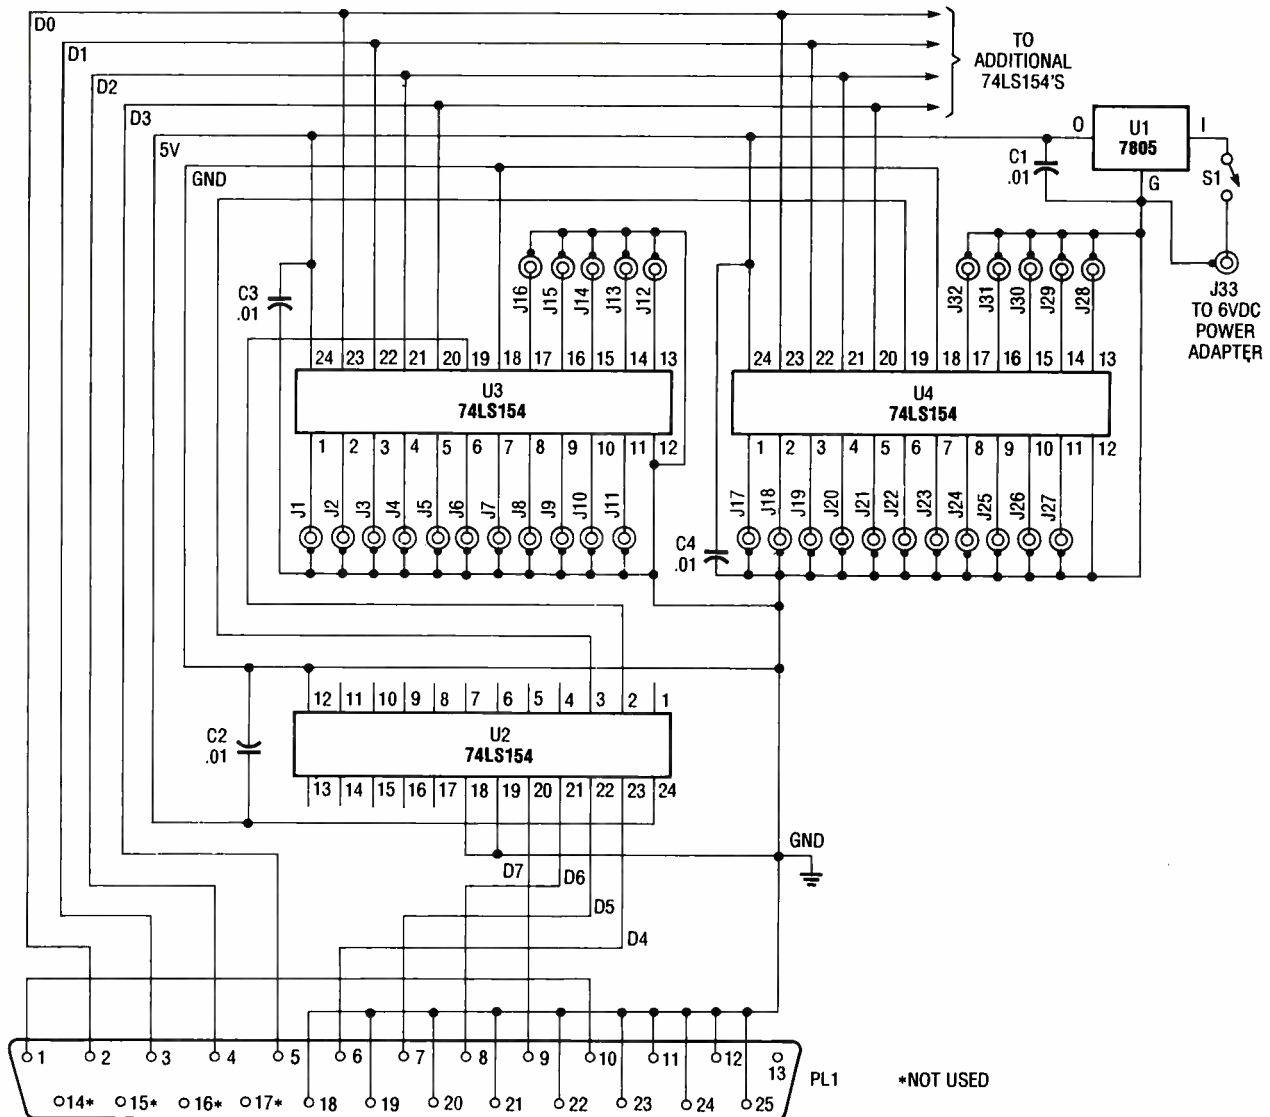 D0
D1
D2
D3
5V
GND
TO
ADDITIONAL
74LS154'S
O
U1
7805
I
G
C1
.01
S1
J33
TO 6VDC
POWER
ADAPTER
C3
.01
J16
J15
J14
J13
J12
J32
J31
J30
J29
J28
24 23 22 21 20 19 18 17 16 15 14 13
U3
74LS154
1 2 3 4 5 6 7 8 9 10 11 12
24 23 22 21 20 19 18 17 16 15 14 13
U4
74LS154
1 2 3 4 5 6 7 8 9 10 11 12
J1
J2
J3
J4
J5
J6
J7
J8
J9
J10
J11
C4
.01
J17
J18
J19
J20
J21
J22
J23
J24
J25
J26
J27
12 11 10 9 8 7 6 5 4 3 2 1
U2
74LS154
13 14 15 16 17 18 19 20 21 22 23 24
C2
.01
GND
D7
D6
D5
D4
1 2 3 4 5 6 7 8 9 10 11 12 13
14* 15* 16* 17* 18 19 20 21 22 23 24 25
PL1
*NOT USED